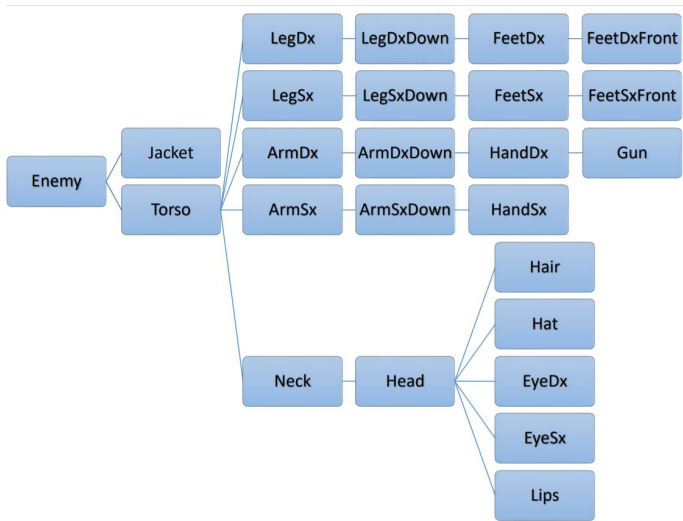 LegDx LegDxDown FeetDx FeetDxFront
LegSx LegSxDown FeetSx FeetSxFront
Jacket
ArmDx ArmDxDown HandDx Gun
Enemy
Torso
ArmSx ArmSxDown HandSx
Hair
Hat
Neck Head EyeDx
EyeSx
Lips